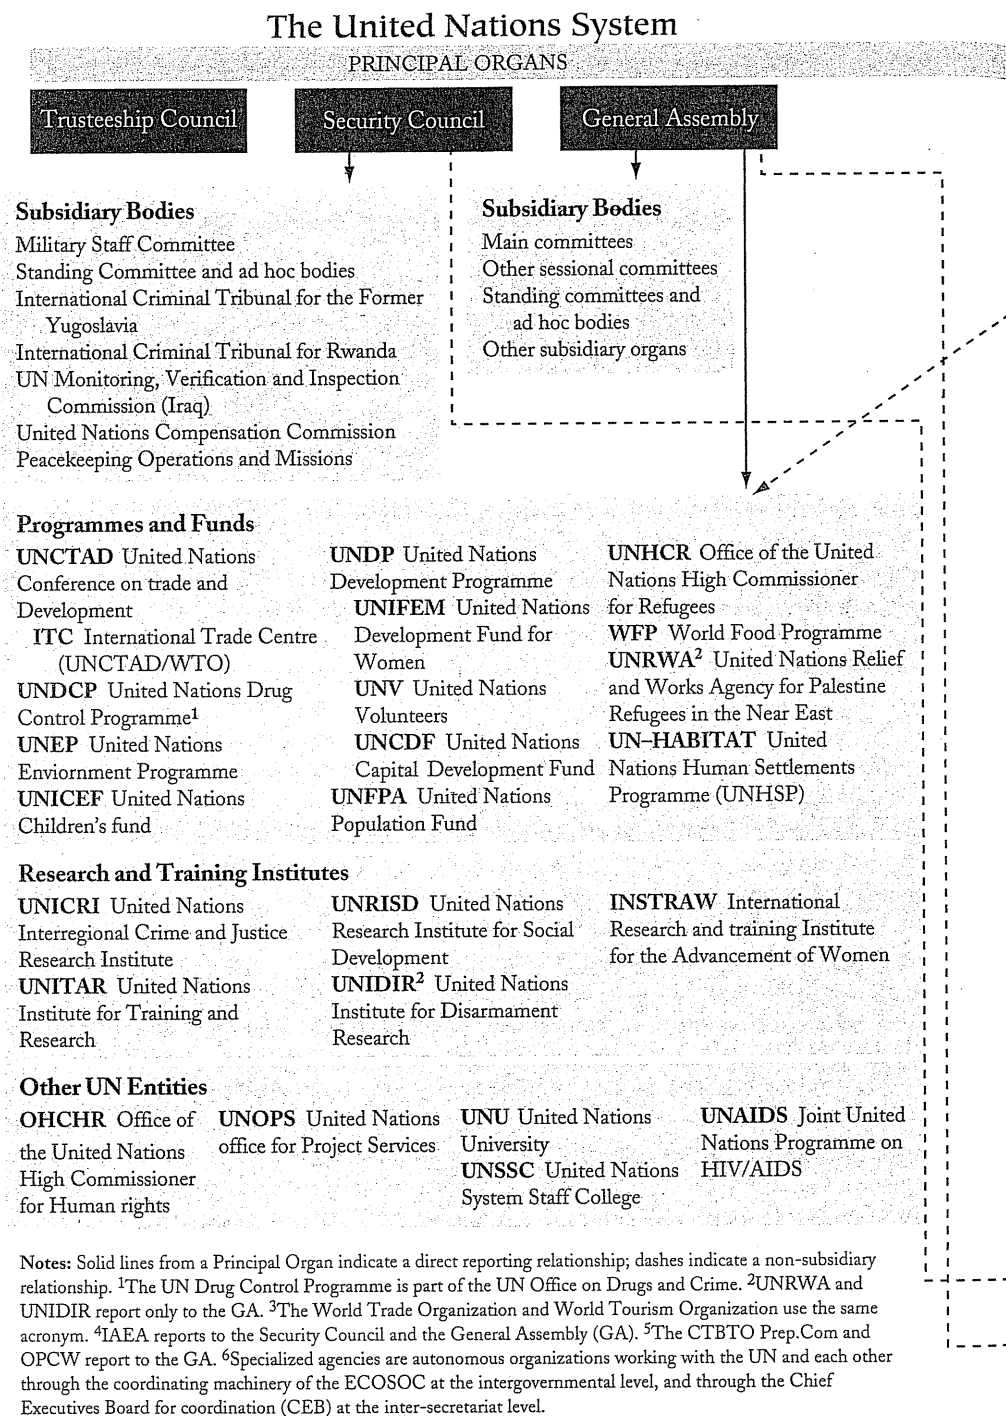 The United Nations System
PRINCIPAL ORGANS
Trusteeship Council
Security Council
General Assembly
Subsidiary Bodies
Military Staff Committee
Standing Committee and ad hoc bodies
International Criminal Tribunal for the Former
Yugoslavia
International Criminal Tribunal for Rwanda
UN Monitoring, Verification and Inspection
Commission (Iraq)
United Nations Compensation Commission
Peacekeeping Operations and Missions
Subsidiary Bodies
Main committees
Other sessional committees
Standing committees and
ad hoc bodies
Other subsidiary organs
Programmes and Funds
UNCTAD United Nations
Conference on trade and
Development
ITC International Trade Centre
(UNCTAD/WTO)
UNDCP United Nations Drug
Control Programme¹
UNEP United Nations
Enviornment Programme
UNICEF United Nations
Children's fund
UNDP United Nations
Development Programme
UNIFEM United Nations
Development Fund for
Women
UNV United Nations
Volunteers
UNCDF United Nations
Capital Development Fund
UNFPA United Nations
Population Fund
UNHCR Office of the United
Nations High Commissioner
for Refugees
WFP World Food Programme
UNRWA² United Nations Relief
and Works Agency for Palestine
Refugees in the Near East
UN–HABITAT United
Nations Human Settlements
Programme (UNHSP)
Research and Training Institutes
UNICRI United Nations
Interregional Crime and Justice
Research Institute
UNITAR United Nations
Institute for Training and
Research
UNRISD United Nations
Research Institute for Social
Development
UNIDIR² United Nations
Institute for Disarmament
Research
INSTRAW International
Research and training Institute
for the Advancement of Women
Other UN Entities
OHCHR Office of
the United Nations
High Commissioner
for Human rights
UNOPS United Nations
office for Project Services
UNU United Nations
University
UNSSC United Nations
System Staff College
UNAIDS Joint United
Nations Programme on
HIV/AIDS
Notes: Solid lines from a Principal Organ indicate a direct reporting relationship; dashes indicate a non-subsidiary
relationship. ¹The UN Drug Control Programme is part of the UN Office on Drugs and Crime. ²UNRWA and
UNIDIR report only to the GA. ³The World Trade Organization and World Tourism Organization use the same
acronym. ⁴IAEA reports to the Security Council and the General Assembly (GA). ⁵The CTBTO Prep.Com and
OPCW report to the GA. ⁶Specialized agencies are autonomous organizations working with the UN and each other
through the coordinating machinery of the ECOSOC at the intergovernmental level, and through the Chief
Executives Board for coordination (CEB) at the inter-secretariat level.